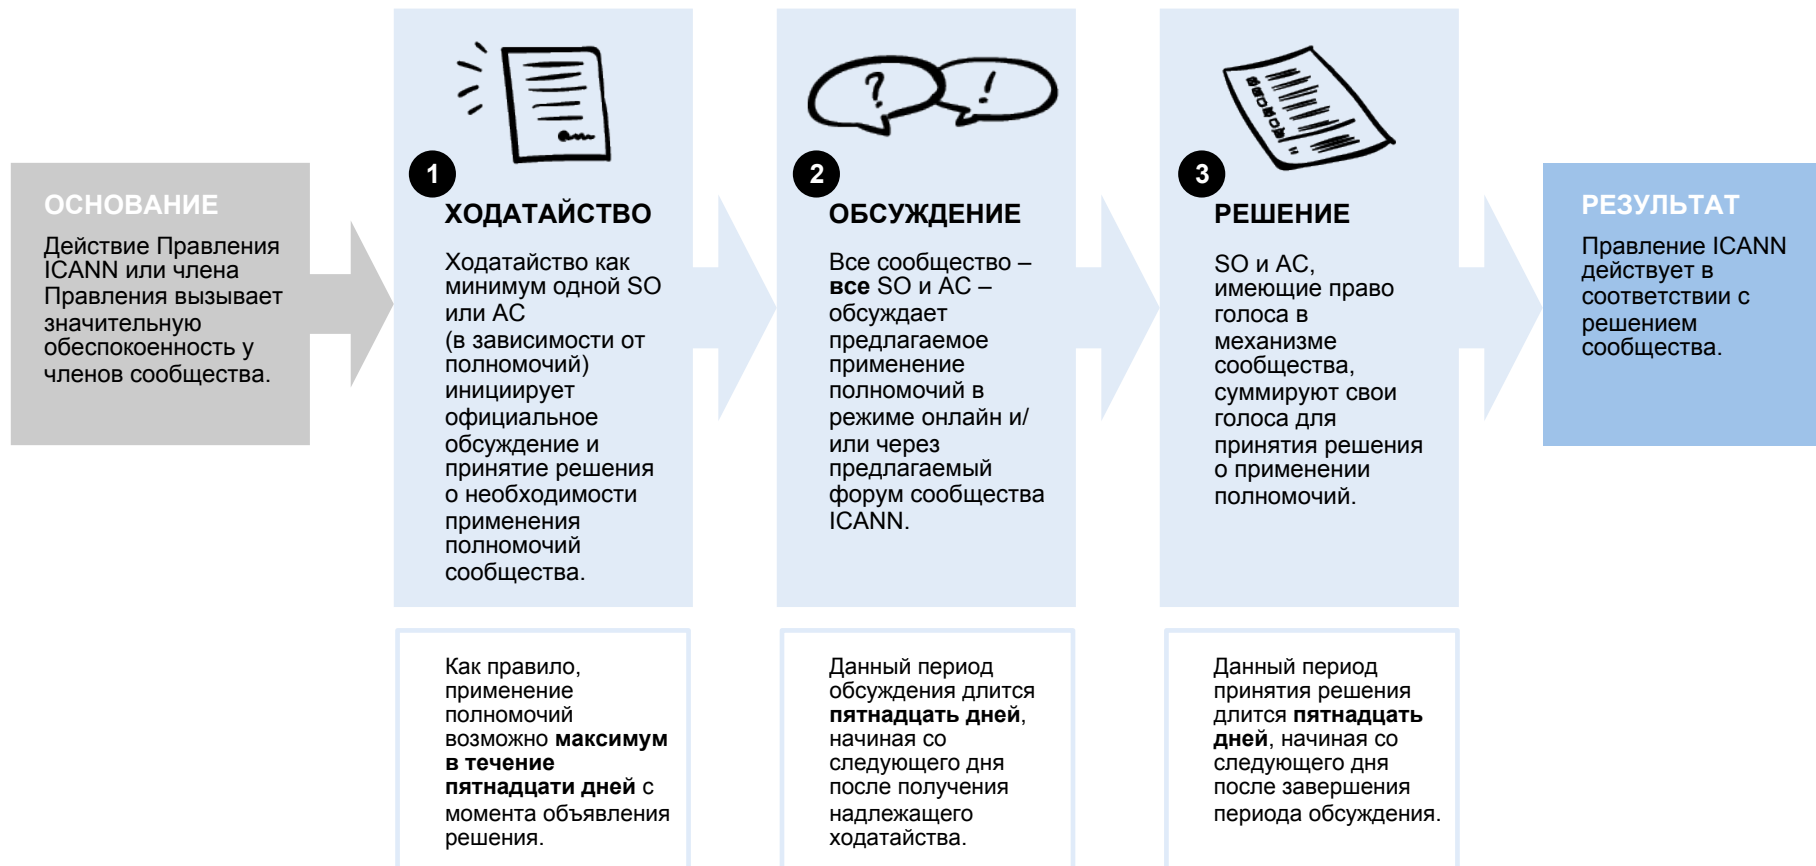 ОСНОВАНИЕ
Действие Правления
ICANN или члена
Правления вызывает
значительную
обеспокоенность у
членов сообщества.
1
ХОДАТАЙСТВО
Ходатайство как
минимум одной SO
или AC
(в зависимости от
полномочий)
инициирует
официальное
обсуждение и
принятие решения
о необходимости
применения
полномочий
сообщества.
Как правило,
применение
полномочий
возможно максимум
в течение
пятнадцати дней с
момента объявления
решения.
?
!
2
ОБСУЖДЕНИЕ
Все сообщество –
все SO и AC –
обсуждает
предлагаемое
применение
полномочий в
режиме онлайн и/
или через
предлагаемый
форум сообщества
ICANN.
Данный период
обсуждения длится
пятнадцать дней,
начиная со
следующего дня
после получения
надлежащего
ходатайства.
3
РЕШЕНИЕ
SO и AC,
имеющие право
голоса в
механизме
сообщества,
суммируют свои
голоса для
принятия решения
о применении
полномочий.
Данный период
принятия решения
длится пятнадцать
дней, начиная со
следующего дня
после завершения
периода обсуждения.
РЕЗУЛЬТАТ
Правление ICANN
действует в
соответствии с
решением
сообщества.